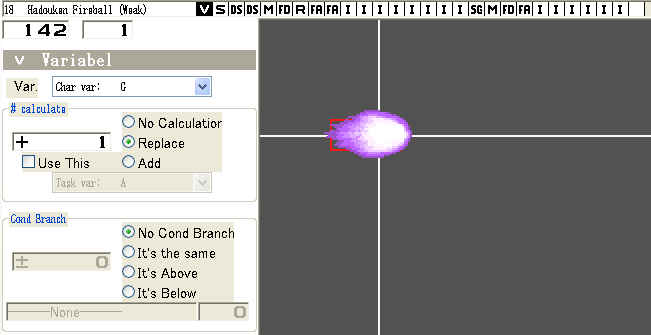 18 Hadouken Fireball (Weak) V S DS DS M FD R FA FA I I I I I I I I SG M FD I I I I I
142 1
v Variabel
Var. Char var: G
# calculate
No Calculation
+ 1 Replace
Use This Add
Task var: A
Cond Branch
No Cond Branch
± 0 It's the same
It's Above
It's Below
None 0